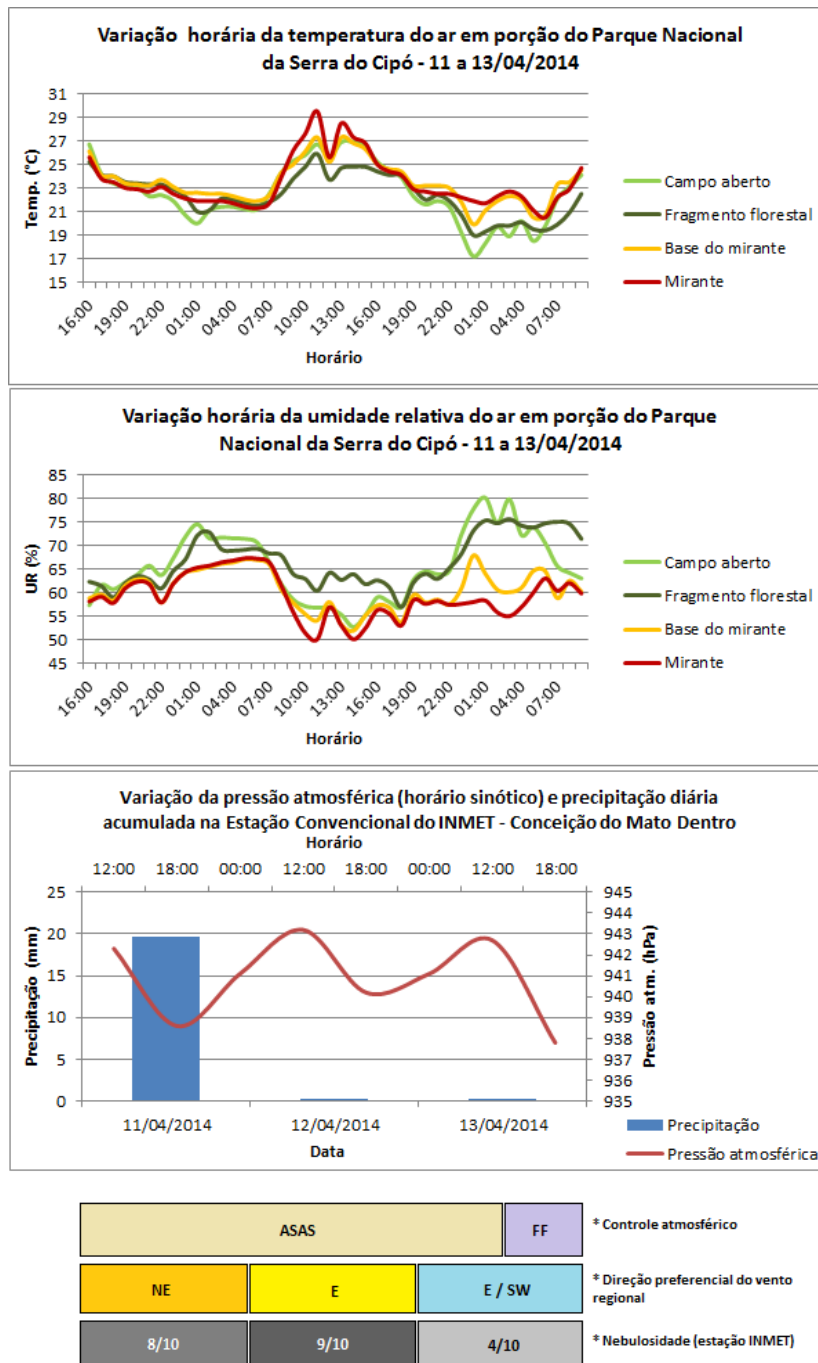 Variação horária da temperatura do ar em porção do Parque Nacional
da Serra do Cipó - 11 a 13/04/2014
31
29
27
25
23
21
19
17
15
Temp. (°C)
16:00
19:00
22:00
01:00
04:00
07:00
10:00
13:00
16:00
19:00
22:00
01:00
04:00
07:00
Horário
Campo aberto
Fragmento florestal
Base do mirante
Mirante
Variação horária da umidade relativa do ar em porção do Parque
Nacional da Serra do Cipó - 11 a 13/04/2014
85
80
75
70
65
60
55
50
45
UR (%)
16:00
19:00
22:00
01:00
04:00
07:00
10:00
13:00
16:00
19:00
22:00
01:00
04:00
07:00
Horário
Campo aberto
Fragmento florestal
Base do mirante
Mirante
Variação da pressão atmosférica (horário sinótico) e precipitação diária
acumulada na Estação Convencional do INMET - Conceição do Mato Dentro
Horário
12:00 18:00 00:00 12:00 18:00 00:00 12:00 18:00
25
20
15
10
5
0
Precipitação (mm)
945
944
943
942
941
940
939
938
937
936
935
Pressão atm. (hPa)
11/04/2014 12/04/2014 13/04/2014
Data
Precipitação
Pressão atmosférica
ASAS FF * Controle atmosférico
NE E E / SW * Direção preferencial do vento
regional
8/10 9/10 4/10 * Nebulosidade (estação INMET)